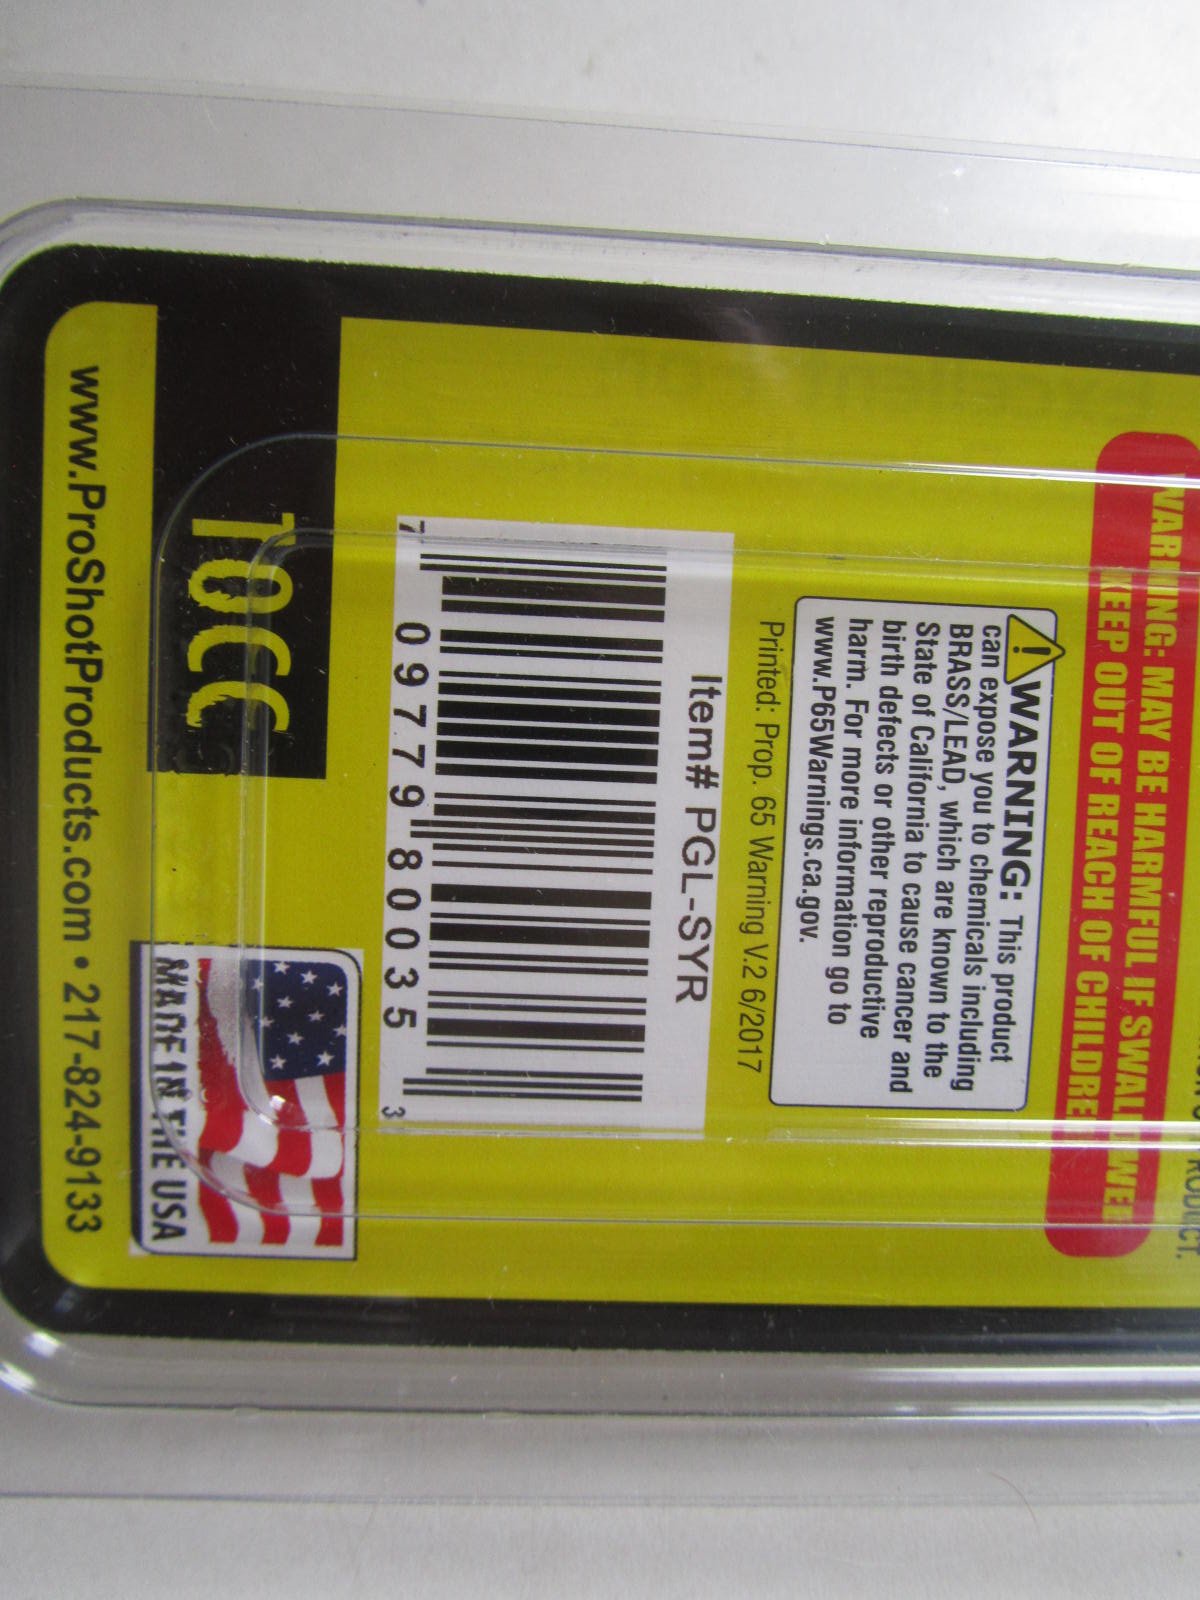 WARNING: MAY BE HARMFUL IF SWALLOWED
KEEP OUT OF REACH OF CHILDREN
WARNING: This product
can expose you to chemicals including
BRASS/LEAD, which are known to the
State of California to cause cancer and
birth defects or other reproductive
harm. For more information go to
www.P65Warnings.ca.gov.
Printed: Prop. 65 Warning V.2 6/2017
Item# PGL-SYR
7 09779 80035 3
MADE IN THE USA
www.ProShotProducts.com • 217-824-9133